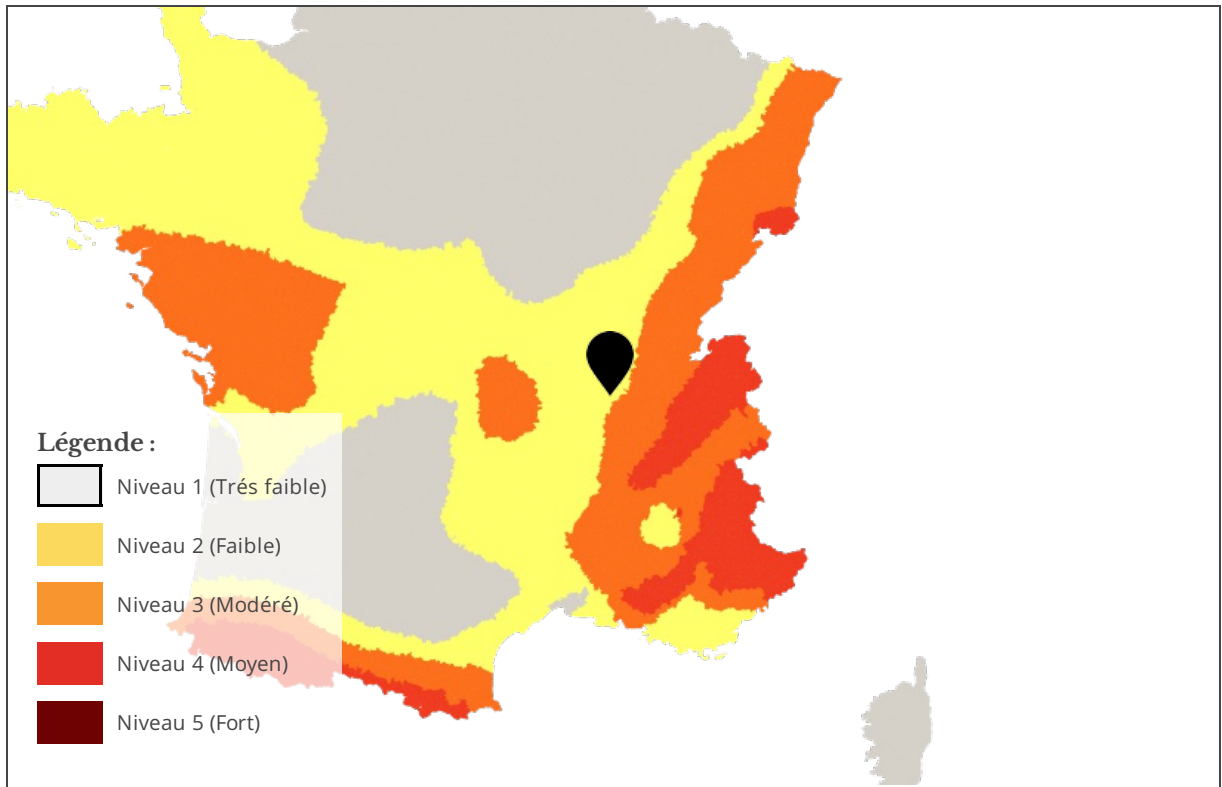 Légende :
Niveau 1 (Trés faible)
Niveau 2 (Faible)
Niveau 3 (Modéré)
Niveau 4 (Moyen)
Niveau 5 (Fort)